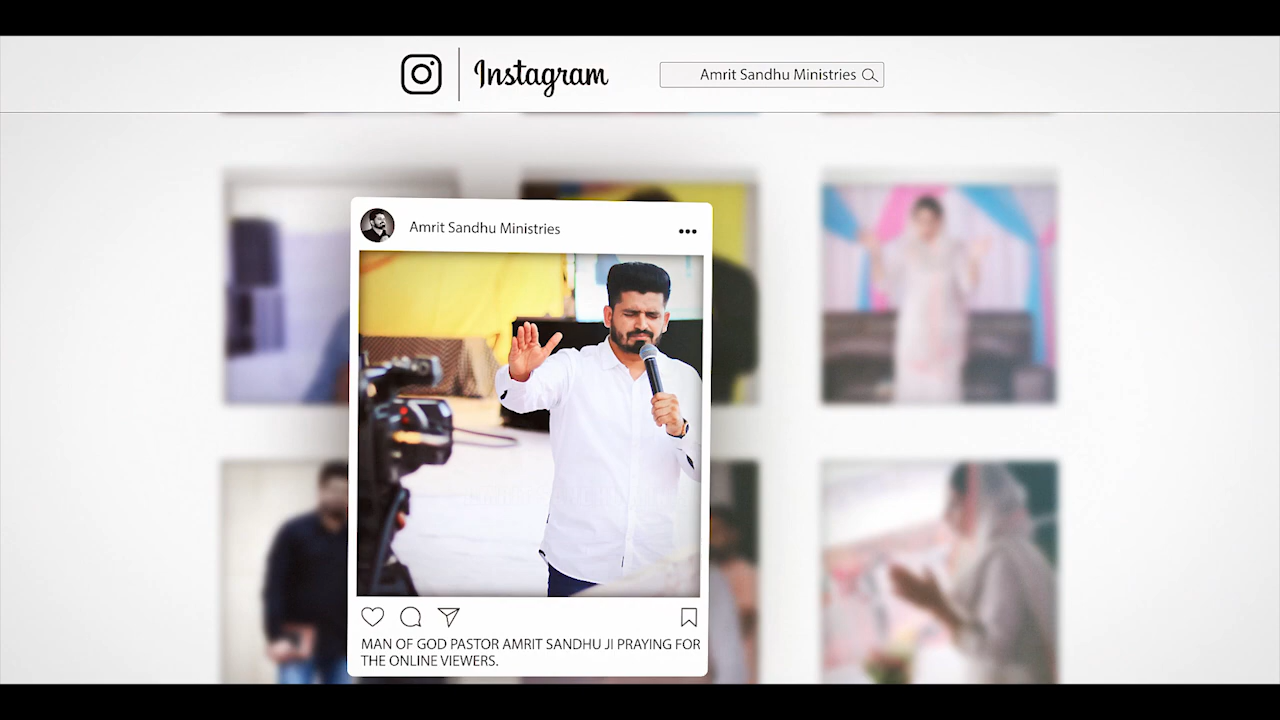 Instagram
Amrit Sandhu Ministries
Amrit Sandhu Ministries
MAN OF GOD PASTOR AMRIT SANDHU JI PRAYING FOR
THE ONLINE VIEWERS.